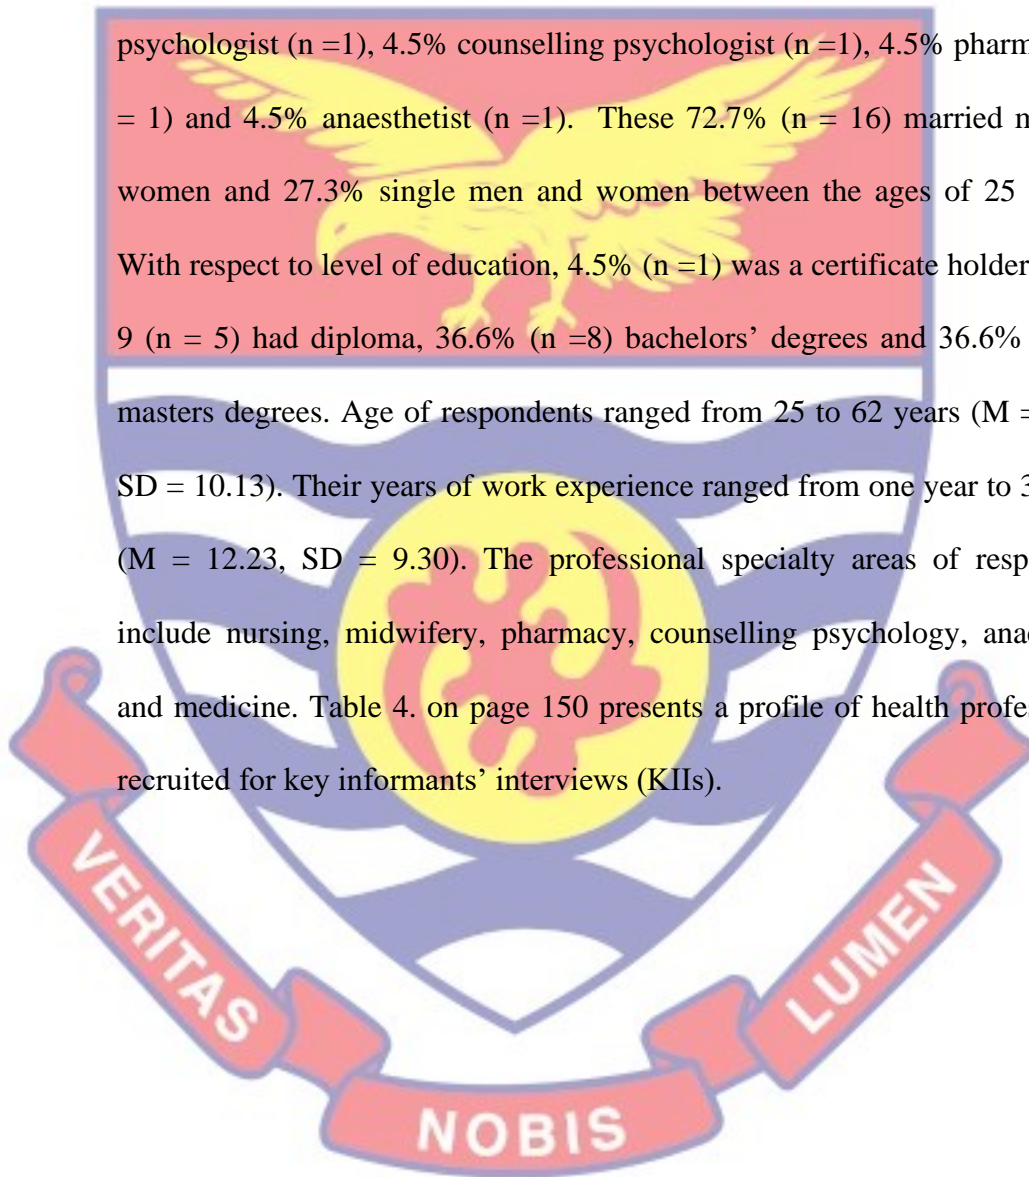 psychologist (n =1), 4.5% counselling psychologist (n =1), 4.5% pharm
= 1) and 4.5% anaesthetist (n =1). These 72.7% (n = 16) married m
women and 27.3% single men and women between the ages of 25
With respect to level of education, 4.5% (n =1) was a certificate holder
9 (n = 5) had diploma, 36.6% (n =8) bachelors’ degrees and 36.6%
masters degrees. Age of respondents ranged from 25 to 62 years (M =
SD = 10.13). Their years of work experience ranged from one year to 3
(M = 12.23, SD = 9.30). The professional specialty areas of resp
include nursing, midwifery, pharmacy, counselling psychology, anae
and medicine. Table 4. on page 150 presents a profile of health profes
recruited for key informants’ interviews (KIIs).
VERITAS
NOBIS
LUMEN